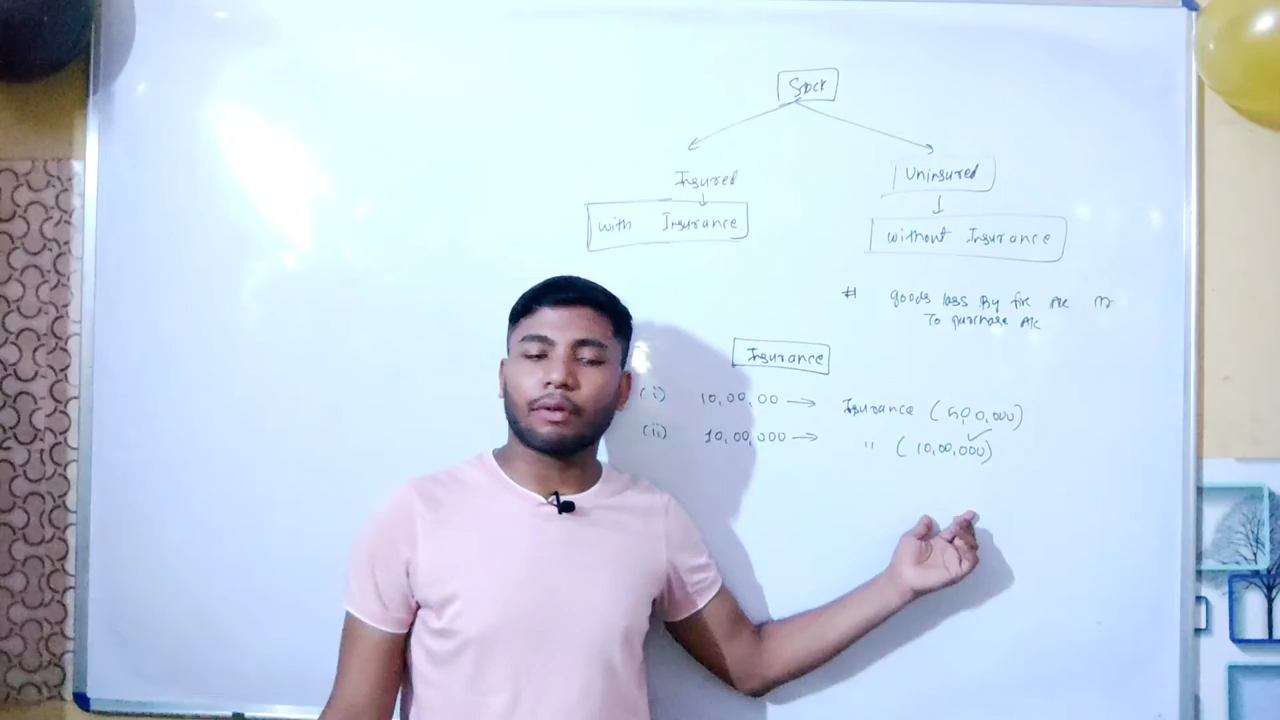 Stock
Insured
Uninsured
with Insurance
without Insurance
# goods loss By fire A/c Dr
To purchase A/c
Insurance
(i) 10,00,00 → Insurance (5,00,000)
(ii) 10,00,000 → " (10,00,000) ✓